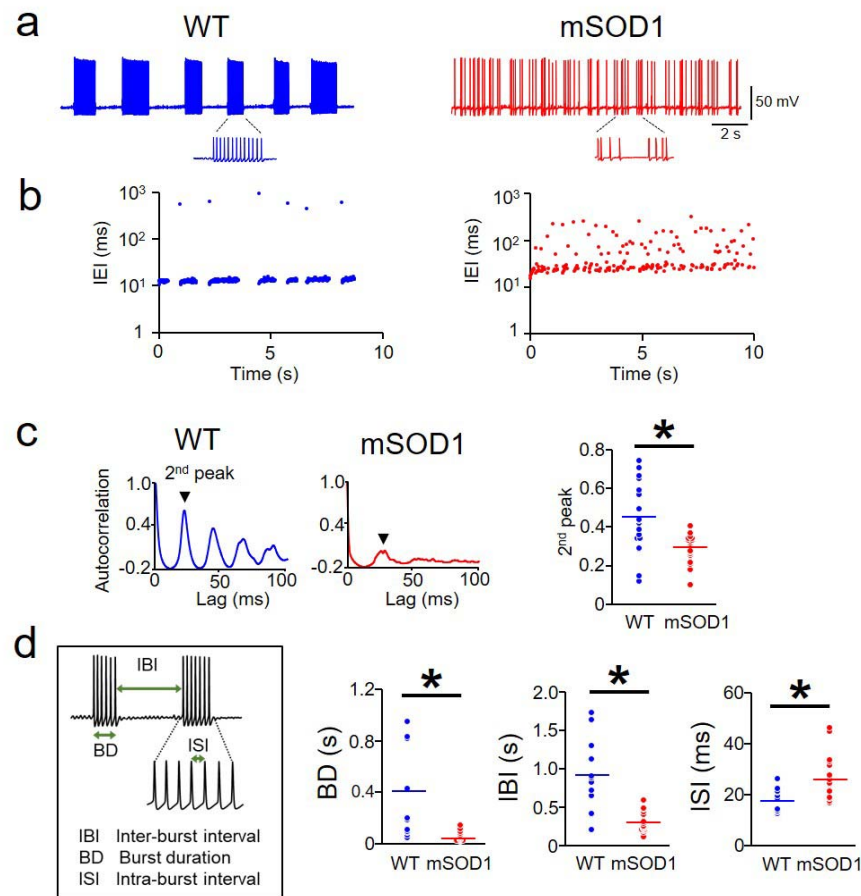 a
WT
mSOD1
50 mV
2 s
b
IEI (ms)
10³
10²
10¹
1
0
5
10
Time (s)
IEI (ms)
10³
10²
10¹
1
0
5
10
Time (s)
c
WT
mSOD1
Autocorrelation
1.0
0.4
-0.2
2nd peak
0
50
100
Lag (ms)
1.0
0.4
-0.2
0
50
100
Lag (ms)
*
2nd peak
0.8
0.6
0.4
0.2
0
WT mSOD1
d
IBI
BD
ISI
IBI Inter-burst interval
BD Burst duration
ISI Intra-burst interval
*
BD (s)
1.2
0.8
0.4
0
WT mSOD1
*
IBI (s)
2.0
1.5
1.0
0.5
0
WT mSOD1
*
ISI (ms)
60
40
20
0
WT mSOD1